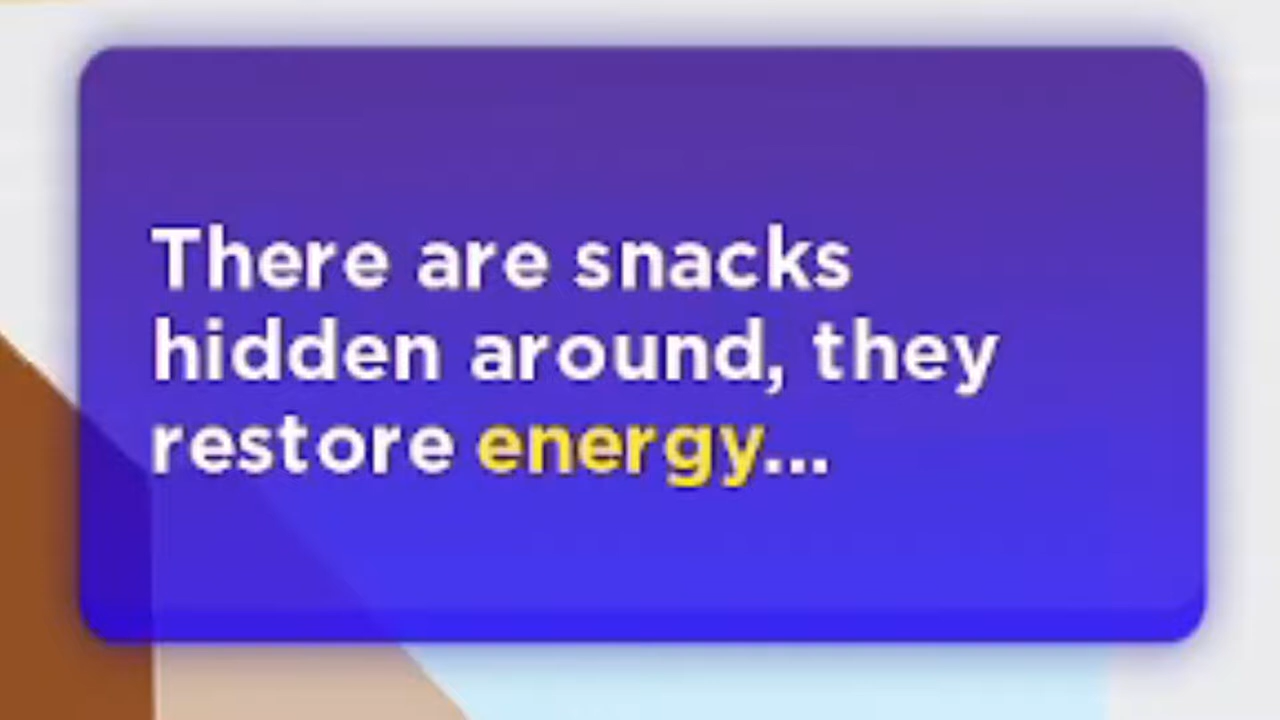 There are snacks
hidden around, they
restore energy...